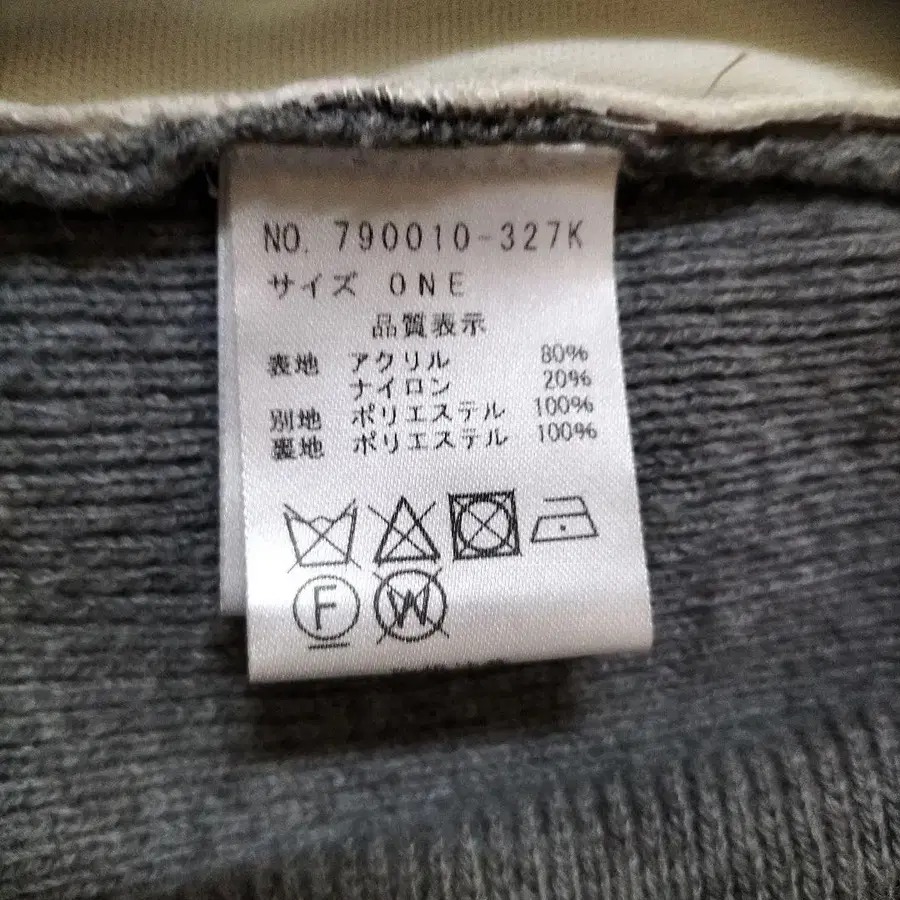 NO. 790010-327K
サイズ ONE
品質表示
表地 アクリル 80%
ナイロン 20%
別地 ポリエステル 100%
裏地 ポリエステル 100%
F W